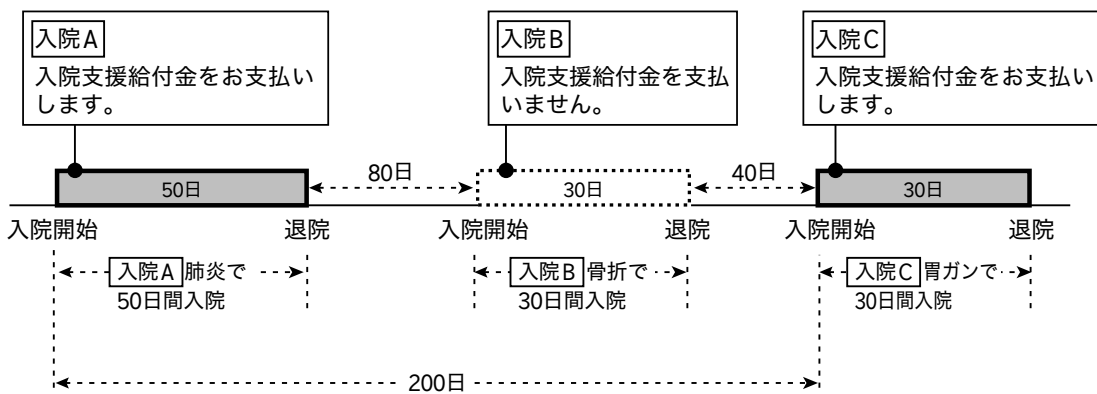 入院A
入院支援給付金をお支払い
します。
入院B
入院支援給付金を支払
いません。
入院C
入院支援給付金をお支払い
します。
50日
80日
30日
40日
30日
入院開始
退院
入院開始
退院
入院開始
退院
入院A 肺炎で
50日間入院
入院B 骨折で
30日間入院
入院C 胃ガンで
30日間入院
200日